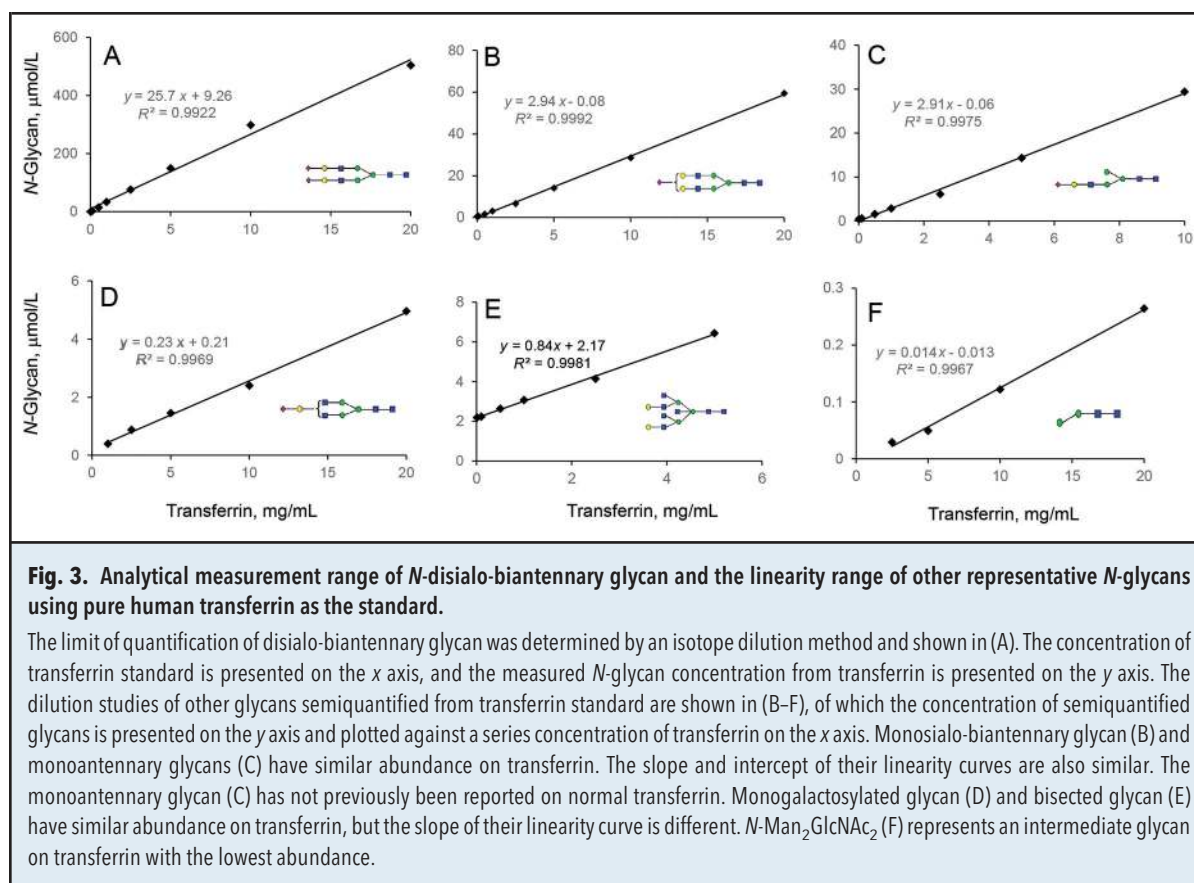 A
B
C
N-Glycan, µmol/L
600
400
200
0
0 5 10 15 20
y = 25.7 x + 9.26
R² = 0.9922
80
60
40
20
0
0 5 10 15 20
y = 2.94 x - 0.08
R² = 0.9992
40
30
20
10
0
0 2 4 6 8 10
y = 2.91x - 0.06
R² = 0.9975
D
E
F
N-Glycan, µmol/L
6
4
2
0
0 5 10 15 20
y = 0.23 x + 0.21
R² = 0.9969
Transferrin, mg/mL
8
6
4
2
0
0 2 4 6
y = 0.84x + 2.17
R² = 0.9981
Transferrin, mg/mL
0.3
0.2
0.1
0
0 5 10 15 20
y = 0.014x - 0.013
R² = 0.9967
Transferrin, mg/mL
Fig. 3. Analytical measurement range of N-disialo-biantennary glycan and the linearity range of other representative N-glycans
using pure human transferrin as the standard.
The limit of quantification of disialo-biantennary glycan was determined by an isotope dilution method and shown in (A). The concentration of
transferrin standard is presented on the x axis, and the measured N-glycan concentration from transferrin is presented on the y axis. The
dilution studies of other glycans semiquantified from transferrin standard are shown in (B–F), of which the concentration of semiquantified
glycans is presented on the y axis and plotted against a series concentration of transferrin on the x axis. Monosialo-biantennary glycan (B) and
monoantennary glycans (C) have similar abundance on transferrin. The slope and intercept of their linearity curves are also similar. The
monoantennary glycan (C) has not previously been reported on normal transferrin. Monogalactosylated glycan (D) and bisected glycan (E)
have similar abundance on transferrin, but the slope of their linearity curve is different. N-Man₂GlcNAc₂ (F) represents an intermediate glycan
on transferrin with the lowest abundance.